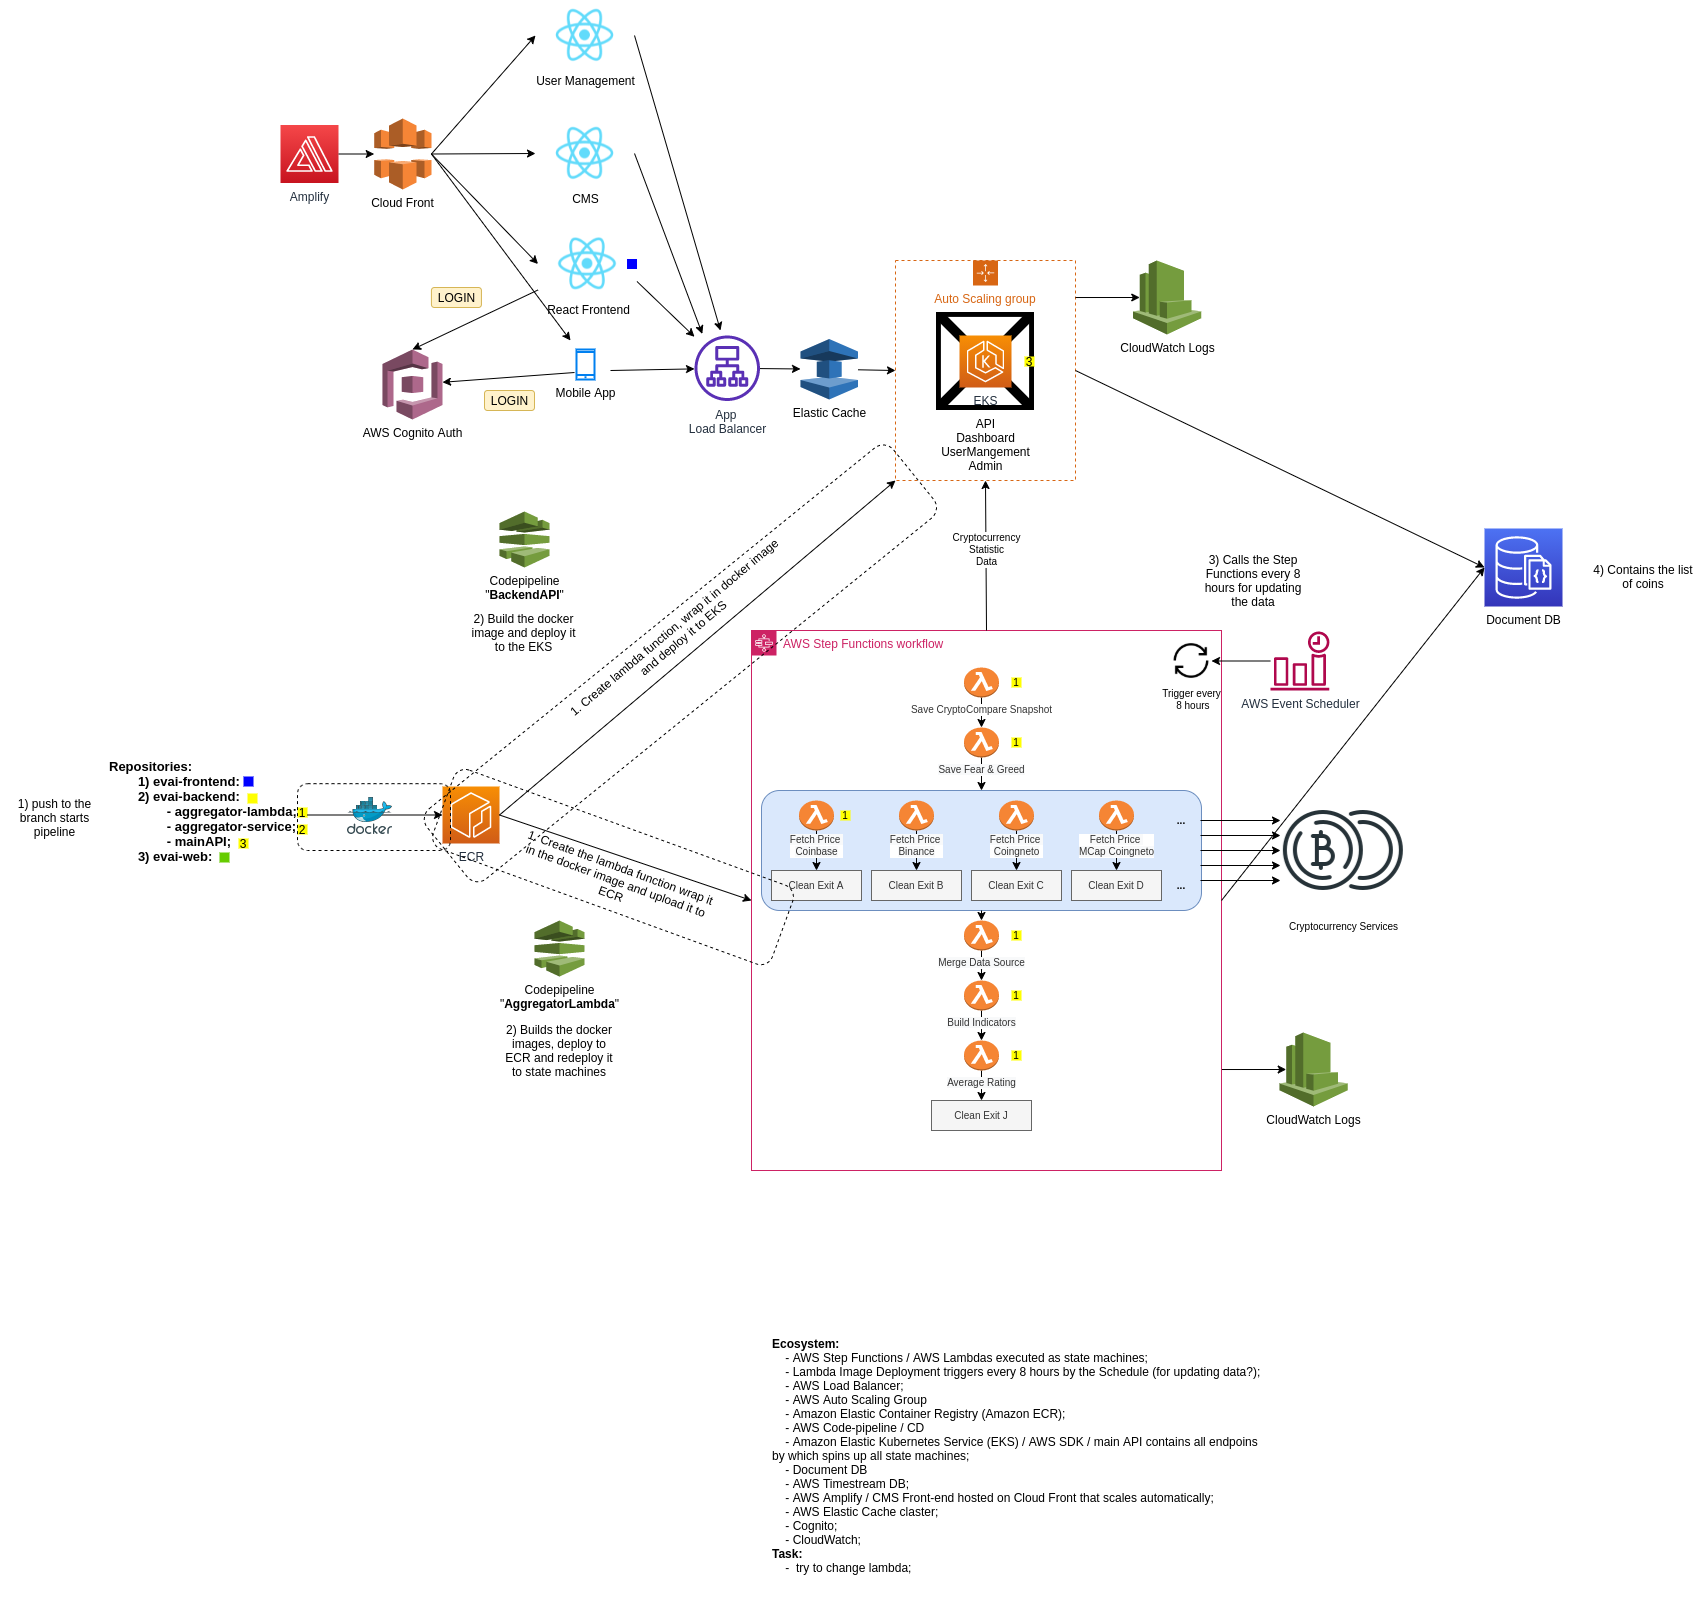 User Management
Amplify
Cloud Front
CMS
React Frontend
LOGIN
Mobile App
LOGIN
AWS Cognito Auth
App
Load Balancer
Elastic Cache
Auto Scaling group
3
EKS
API
Dashboard
UserMangement
Admin
CloudWatch Logs
Codepipeline
"BackendAPI"
2) Build the docker
image and deploy it
to the EKS
1. Create lambda function, wrap it in docker image
and deploy it to EKS
Cryptocurrency
Statistic
Data
3) Calls the Step
Functions every 8
hours for updating
the data
Document DB
4) Contains the list
of coins
AWS Step Functions workflow
Trigger every
8 hours
AWS Event Scheduler
1
Save CryptoCompare Snapshot
1
Save Fear & Greed
1) push to the
branch starts
pipeline
Repositories:
1) evai-frontend:
2) evai-backend:
- aggregator-lambda; 1
- aggregator-service; 2
- mainAPI; 3
3) evai-web:
docker
ECR
1. Create the lambda function wrap it
in the docker image and upload it to
ECR
1
Fetch Price
Coinbase
Fetch Price
Binance
Fetch Price
Coingneto
Fetch Price
MCap Coingneto
...
Clean Exit A
Clean Exit B
Clean Exit C
Clean Exit D
...
Cryptocurrency Services
1
Merge Data Source
1
Build Indicators
1
Average Rating
Clean Exit J
Codepipeline
"AggregatorLambda"
2) Builds the docker
images, deploy to
ECR and redeploy it
to state machines
CloudWatch Logs
Ecosystem:
- AWS Step Functions / AWS Lambdas executed as state machines;
- Lambda Image Deployment triggers every 8 hours by the Schedule (for updating data?);
- AWS Load Balancer;
- AWS Auto Scaling Group
- Amazon Elastic Container Registry (Amazon ECR);
- AWS Code-pipeline / CD
- Amazon Elastic Kubernetes Service (EKS) / AWS SDK / main API contains all endpoins
by which spins up all state machines;
- Document DB
- AWS Timestream DB;
- AWS Amplify / CMS Front-end hosted on Cloud Front that scales automatically;
- AWS Elastic Cache claster;
- Cognito;
- CloudWatch;
Task:
- try to change lambda;